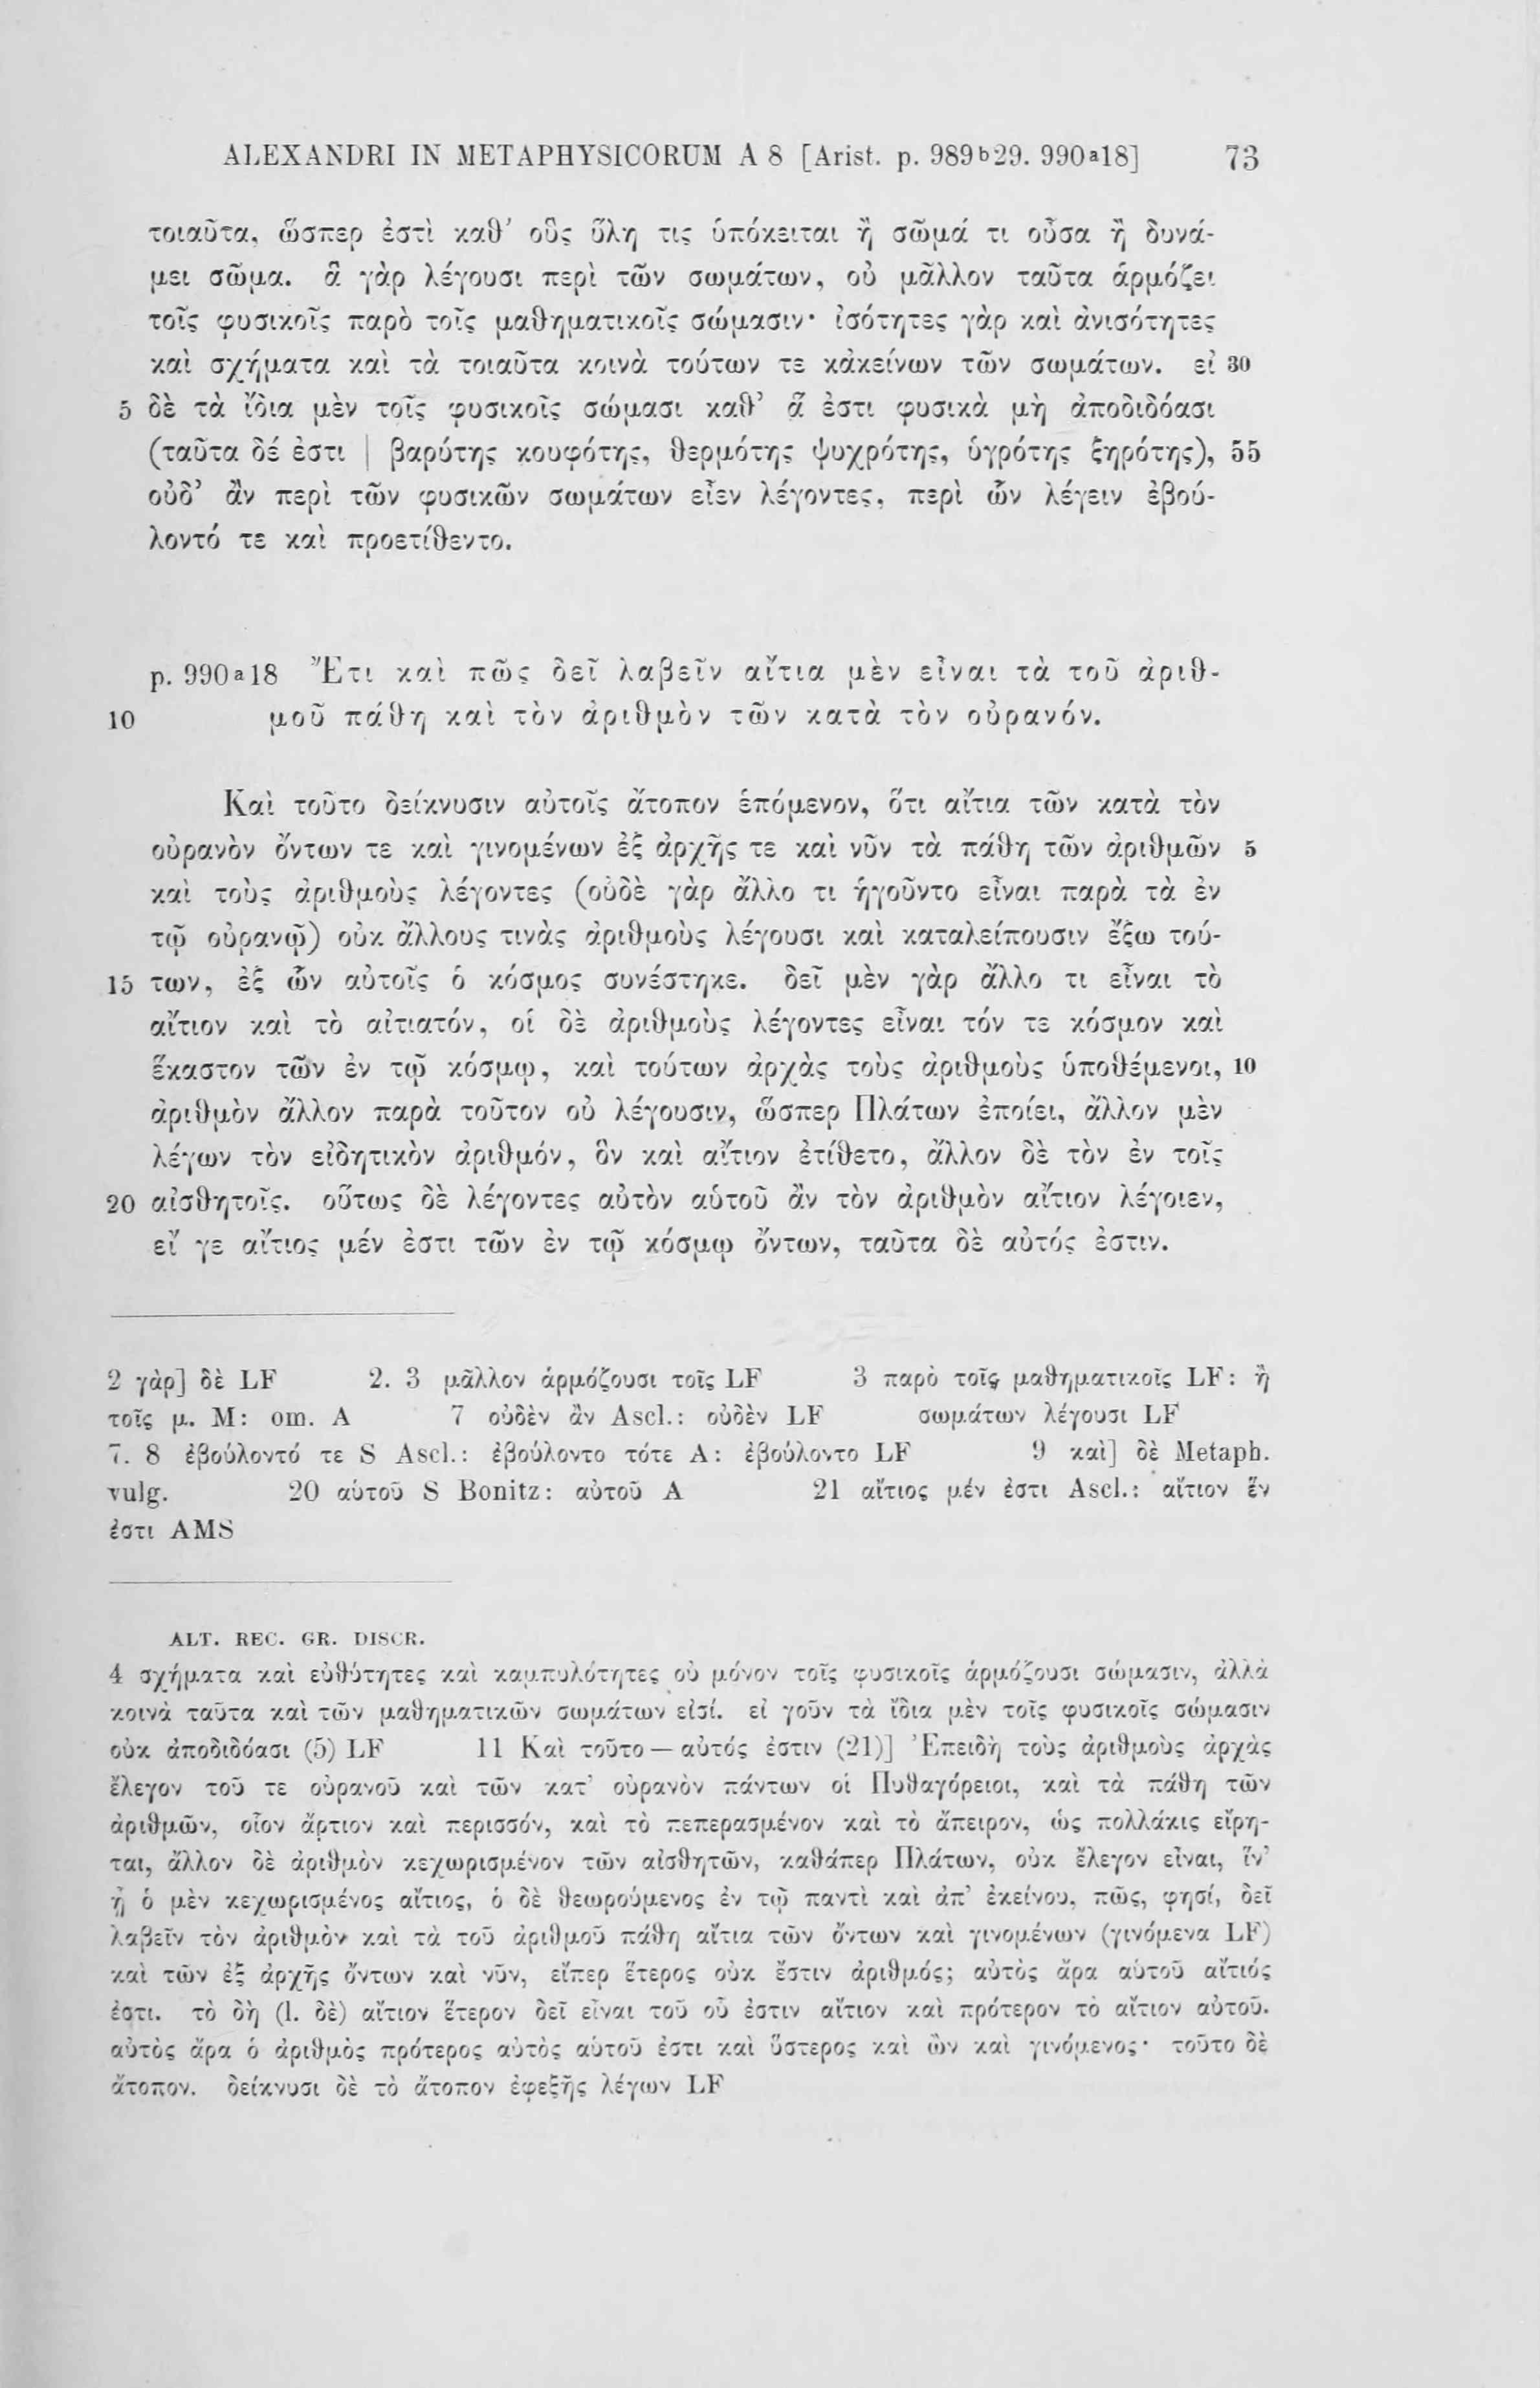 ALEXANDRI IN METAPHYSICORUM A 8 [Arist. p. 989b29. 990a18] 73
τοιαῦτα, ὥσπερ ἐστὶ καθ' οὓς ὕλη τις ὑπόκειται ἢ σῶμά τι οὖσα ἢ δυνά-
μει σῶμα. ἃ γὰρ λέγουσι περὶ τῶν σωμάτων, οὐ μᾶλλον ταῦτα ἁρμόζει
τοῖς φυσικοῖς παρὸ τοῖς μαθηματικοῖς σώμασιν· ἰσότητες γὰρ καὶ ἀνισότητες
καὶ σχήματα καὶ τὰ τοιαῦτα κοινὰ τούτων τε κἀκείνων τῶν σωμάτων. εἰ 30
5 δὲ τὰ ἴδια μὲν τοῖς φυσικοῖς σώμασι καθ' ἅ ἐστι φυσικὰ μὴ ἀποδιδόασι
(ταῦτα δέ ἐστι | βαρύτης κουφότης, θερμότης ψυχρότης, ὑγρότης ξηρότης), 55
οὐδ' ἂν περὶ τῶν φυσικῶν σωμάτων εἶεν λέγοντες, περὶ ὧν λέγειν ἐβού-
λοντό τε καὶ προετίθεντο.
p. 990a18 Ἔτι καὶ πῶς δεῖ λαβεῖν αἴτια μὲν εἶναι τὰ τοῦ ἀριθ-
10 μοῦ πάθη καὶ τὸν ἀριθμὸν τῶν κατὰ τὸν οὐρανόν.
Καὶ τοῦτο δείκνυσιν αὐτοῖς ἄτοπον ἑπόμενον, ὅτι αἴτια τῶν κατὰ τὸν
οὐρανὸν ὄντων τε καὶ γινομένων ἐξ ἀρχῆς τε καὶ νῦν τὰ πάθη τῶν ἀριθμῶν 5
καὶ τοὺς ἀριθμοὺς λέγοντες (οὐδὲ γὰρ ἄλλο τι ἡγοῦντο εἶναι παρὰ τὰ ἐν
τῷ οὐρανῷ) οὐκ ἄλλους τινὰς ἀριθμοὺς λέγουσι καὶ καταλείπουσιν ἔξω τού-
15 των, ἐξ ὧν αὐτοῖς ὁ κόσμος συνέστηκε. δεῖ μὲν γὰρ ἄλλο τι εἶναι τὸ
αἴτιον καὶ τὸ αἰτιατόν, οἱ δὲ ἀριθμοὺς λέγοντες εἶναι τόν τε κόσμον καὶ
ἕκαστον τῶν ἐν τῷ κόσμῳ, καὶ τούτων ἀρχὰς τοὺς ἀριθμοὺς ὑποθέμενοι, 10
ἀριθμὸν ἄλλον παρὰ τοῦτον οὐ λέγουσιν, ὥσπερ Πλάτων ἐποίει, ἄλλον μὲν
λέγων τὸν εἰδητικὸν ἀριθμόν, ὃν καὶ αἴτιον ἐτίθετο, ἄλλον δὲ τὸν ἐν τοῖς
20 αἰσθητοῖς. οὕτως δὲ λέγοντες αὐτὸν αὑτοῦ ἂν τὸν ἀριθμὸν αἴτιον λέγοιεν,
εἴ γε αἴτιος μέν ἐστι τῶν ἐν τῷ κόσμῳ ὄντων, ταῦτα δὲ αὐτός ἐστιν.
2 γὰρ] δὲ LF 2. 3 μᾶλλον ἁρμόζουσι τοῖς LF 3 παρὸ τοῖς μαθηματικοῖς LF: ἢ
τοῖς μ. M: om. A 7 οὐδὲν ἂν Ascl.: οὐδὲν LF σωμάτων λέγουσι LF
7. 8 ἐβούλοντό τε S Ascl.: ἐβούλοντο τότε A: ἐβούλοντο LF 9 καὶ] δὲ Metaph.
vulg. 20 αὑτοῦ S Bonitz: αὐτοῦ A 21 αἴτιος μέν ἐστι Ascl.: αἴτιον ἕν
ἐστι AMS
ALT. REC. GR. DISCR.
4 σχήματα καὶ εὐθύτητες καὶ καμπυλότητες οὐ μόνον τοῖς φυσικοῖς ἁρμόζουσι σώμασιν, ἀλλὰ
κοινὰ ταῦτα καὶ τῶν μαθηματικῶν σωμάτων εἰσί. εἰ γοῦν τὰ ἴδια μὲν τοῖς φυσικοῖς σώμασιν
οὐκ ἀποδιδόασι (5) LF 11 Καὶ τοῦτο — αὐτός ἐστιν (21)] Ἐπειδὴ τοὺς ἀριθμοὺς ἀρχὰς
ἔλεγον τοῦ τε οὐρανοῦ καὶ τῶν κατ' οὐρανὸν πάντων οἱ Πυθαγόρειοι, καὶ τὰ πάθη τῶν
ἀριθμῶν, οἷον ἄρτιον καὶ περισσόν, καὶ τὸ πεπερασμένον καὶ τὸ ἄπειρον, ὡς πολλάκις εἴρη-
ται, ἄλλον δὲ ἀριθμὸν κεχωρισμένον τῶν αἰσθητῶν, καθάπερ Πλάτων, οὐκ ἔλεγον εἶναι, ἵν'
ᾖ ὁ μὲν κεχωρισμένος αἴτιος, ὁ δὲ θεωρούμενος ἐν τῷ παντὶ καὶ ἀπ' ἐκείνου, πῶς, φησί, δεῖ
λαβεῖν τὸν ἀριθμὸν καὶ τὰ τοῦ ἀριθμοῦ πάθη αἴτια τῶν ὄντων καὶ γινομένων (γινόμενα LF)
καὶ τῶν ἐξ ἀρχῆς ὄντων καὶ νῦν, εἴπερ ἕτερος οὐκ ἔστιν ἀριθμός; αὐτὸς ἄρα αὑτοῦ αἴτιός
ἐστι. τὸ δὴ (l. δὲ) αἴτιον ἕτερον δεῖ εἶναι τοῦ οὗ ἐστιν αἴτιον καὶ πρότερον τὸ αἴτιον αὐτοῦ.
αὐτὸς ἄρα ὁ ἀριθμὸς πρότερος αὐτὸς αὑτοῦ ἐστι καὶ ὕστερος καὶ ὢν καὶ γινόμενος· τοῦτο δὲ
ἄτοπον. δείκνυσι δὲ τὸ ἄτοπον ἐφεξῆς λέγων LF